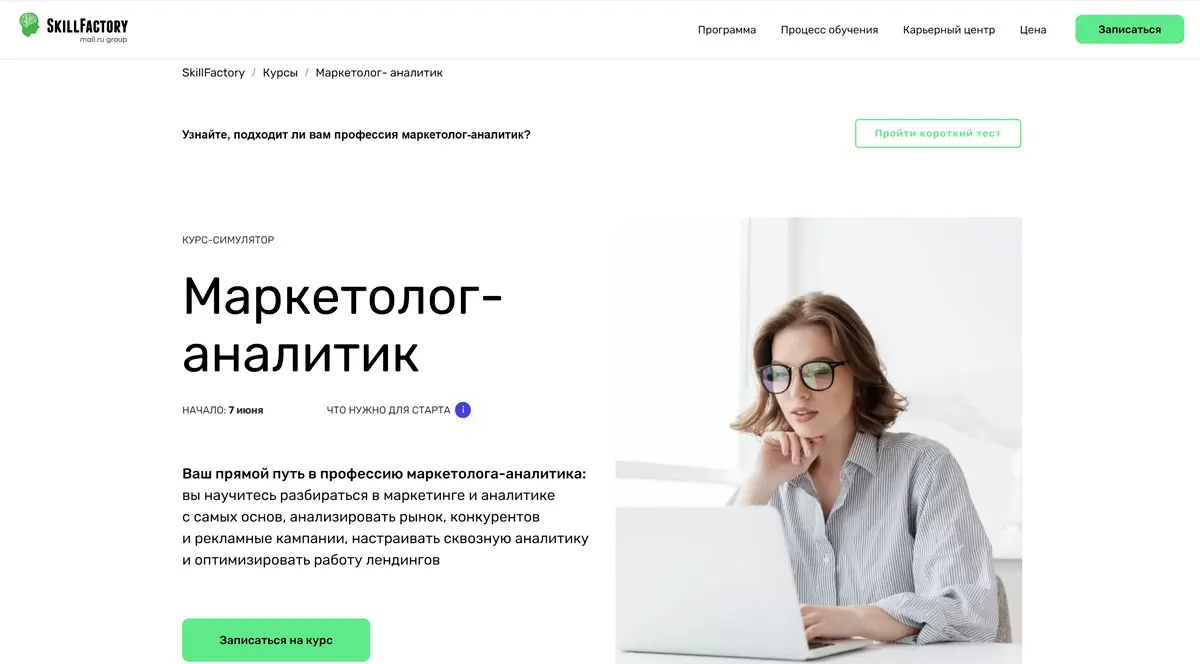 SKILLFACTORY
mail.ru group
Программа Процесс обучения Карьерный центр Цена Записаться
SkillFactory / Курсы / Маркетолог- аналитик
Узнайте, подходит ли вам профессия маркетолог-аналитик?
Пройти короткий тест
КУРС-СИМУЛЯТОР
Маркетолог-
аналитик
НАЧАЛО: 7 июня ЧТО НУЖНО ДЛЯ СТАРТА i
Ваш прямой путь в профессию маркетолога-аналитика:
вы научитесь разбираться в маркетинге и аналитике
с самых основ, анализировать рынок, конкурентов
и рекламные кампании, настраивать сквозную аналитику
и оптимизировать работу лендингов
Записаться на курс